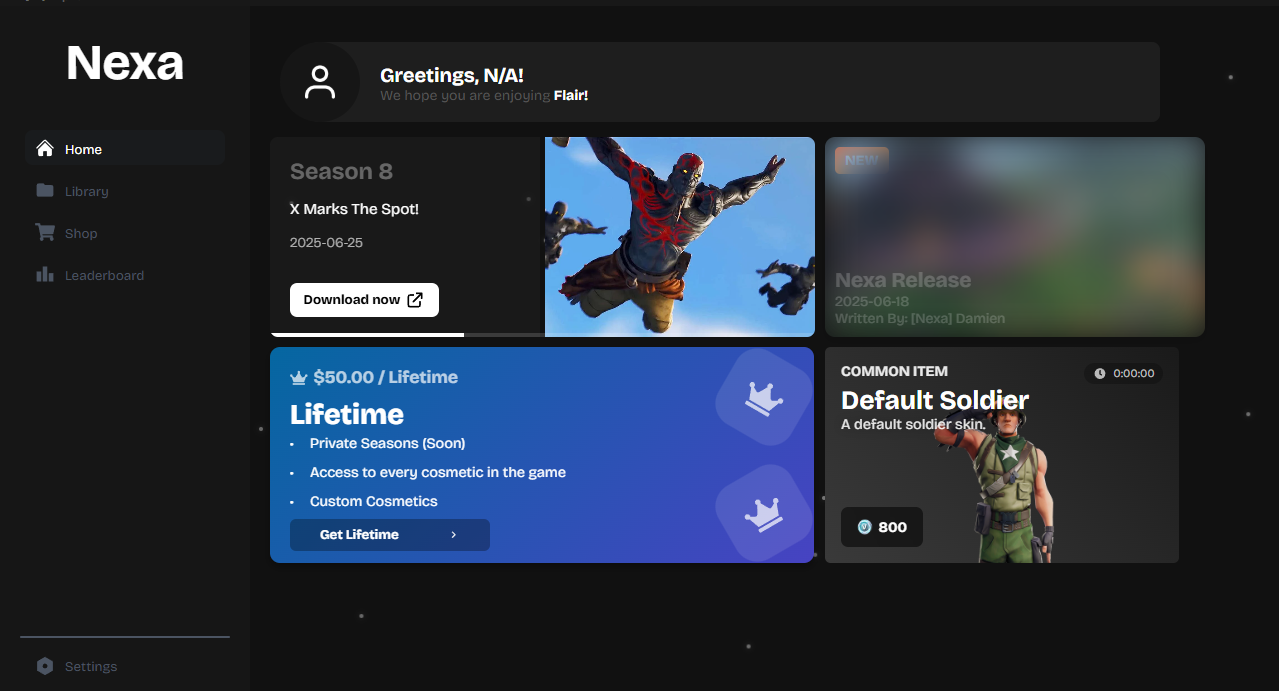 Nexa
Home
Library
Shop
Leaderboard
Settings
Greetings, N/A!
We hope you are enjoying Flair!
Season 8
X Marks The Spot!
2025-06-25
Download now
NEW
Nexa Release
2025-06-18
Written By: [Nexa] Damien
$50.00 / Lifetime
Lifetime
• Private Seasons (Soon)
• Access to every cosmetic in the game
• Custom Cosmetics
Get Lifetime ›
COMMON ITEM
0:00:00
Default Soldier
A default soldier skin.
800